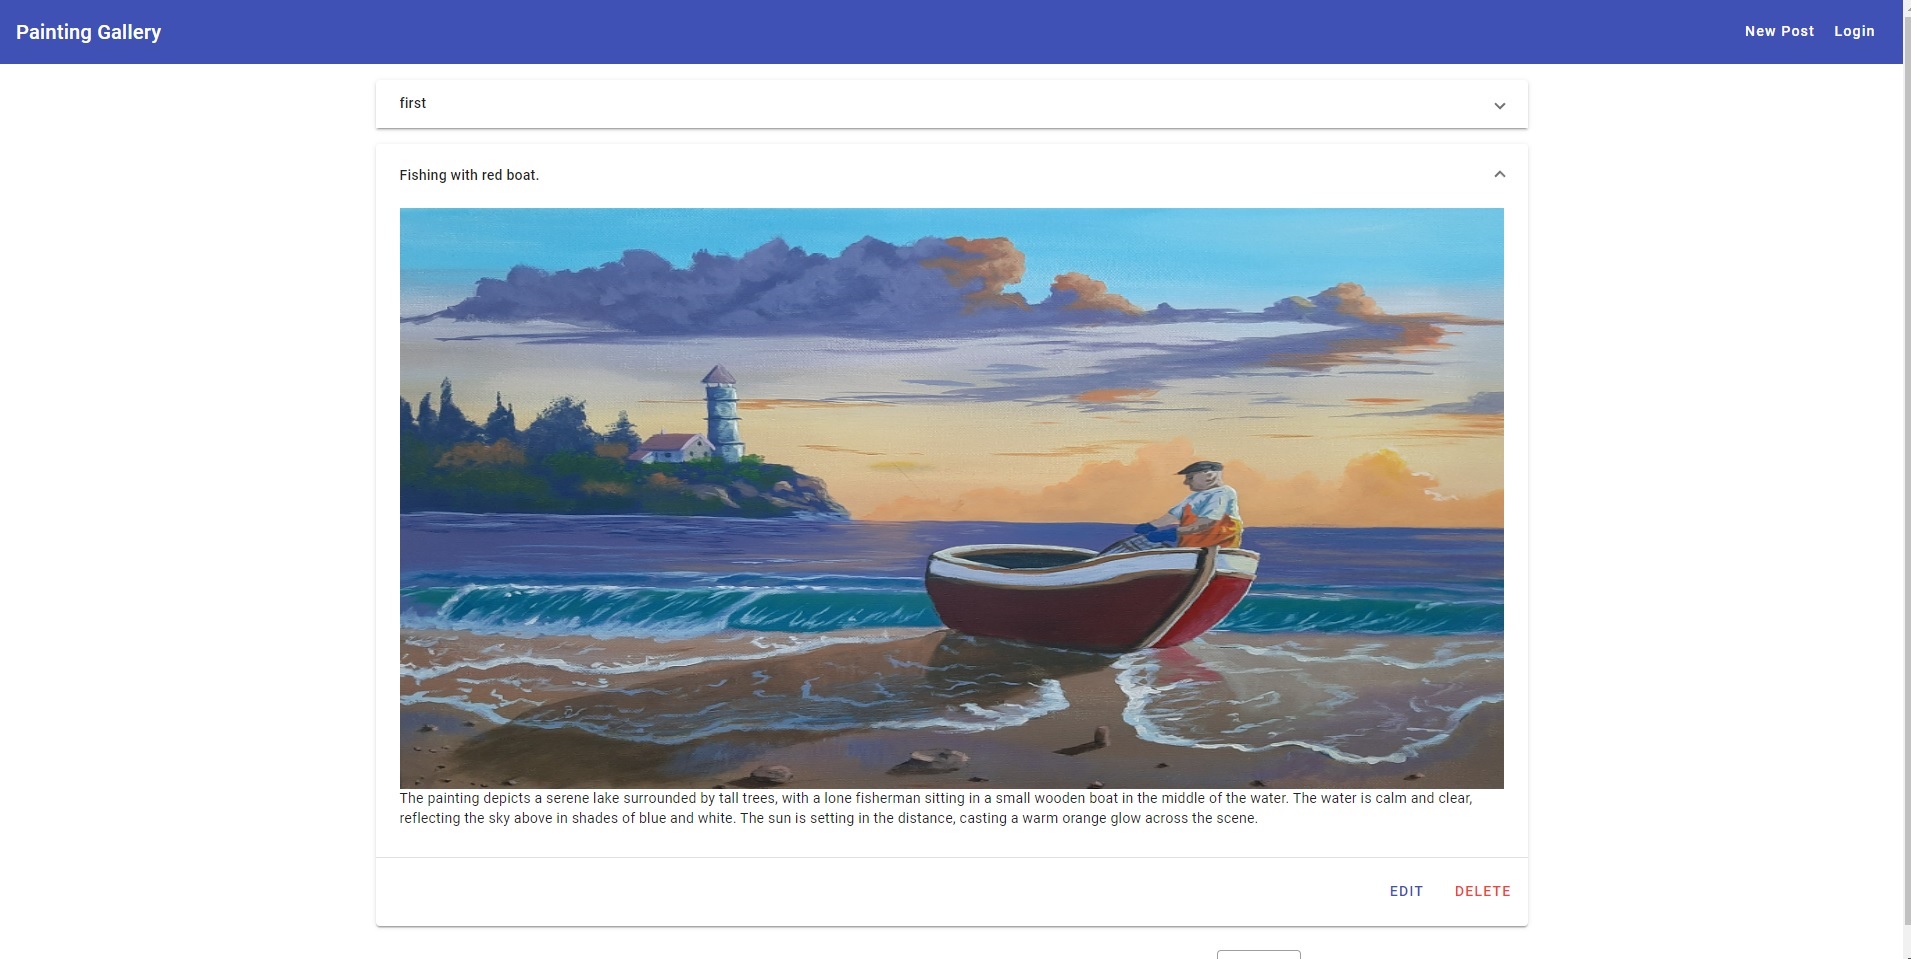 Painting Gallery
New Post Login
first
Fishing with red boat.
The painting depicts a serene lake surrounded by tall trees, with a lone fisherman sitting in a small wooden boat in the middle of the water. The water is calm and clear,
reflecting the sky above in shades of blue and white. The sun is setting in the distance, casting a warm orange glow across the scene.
EDIT DELETE